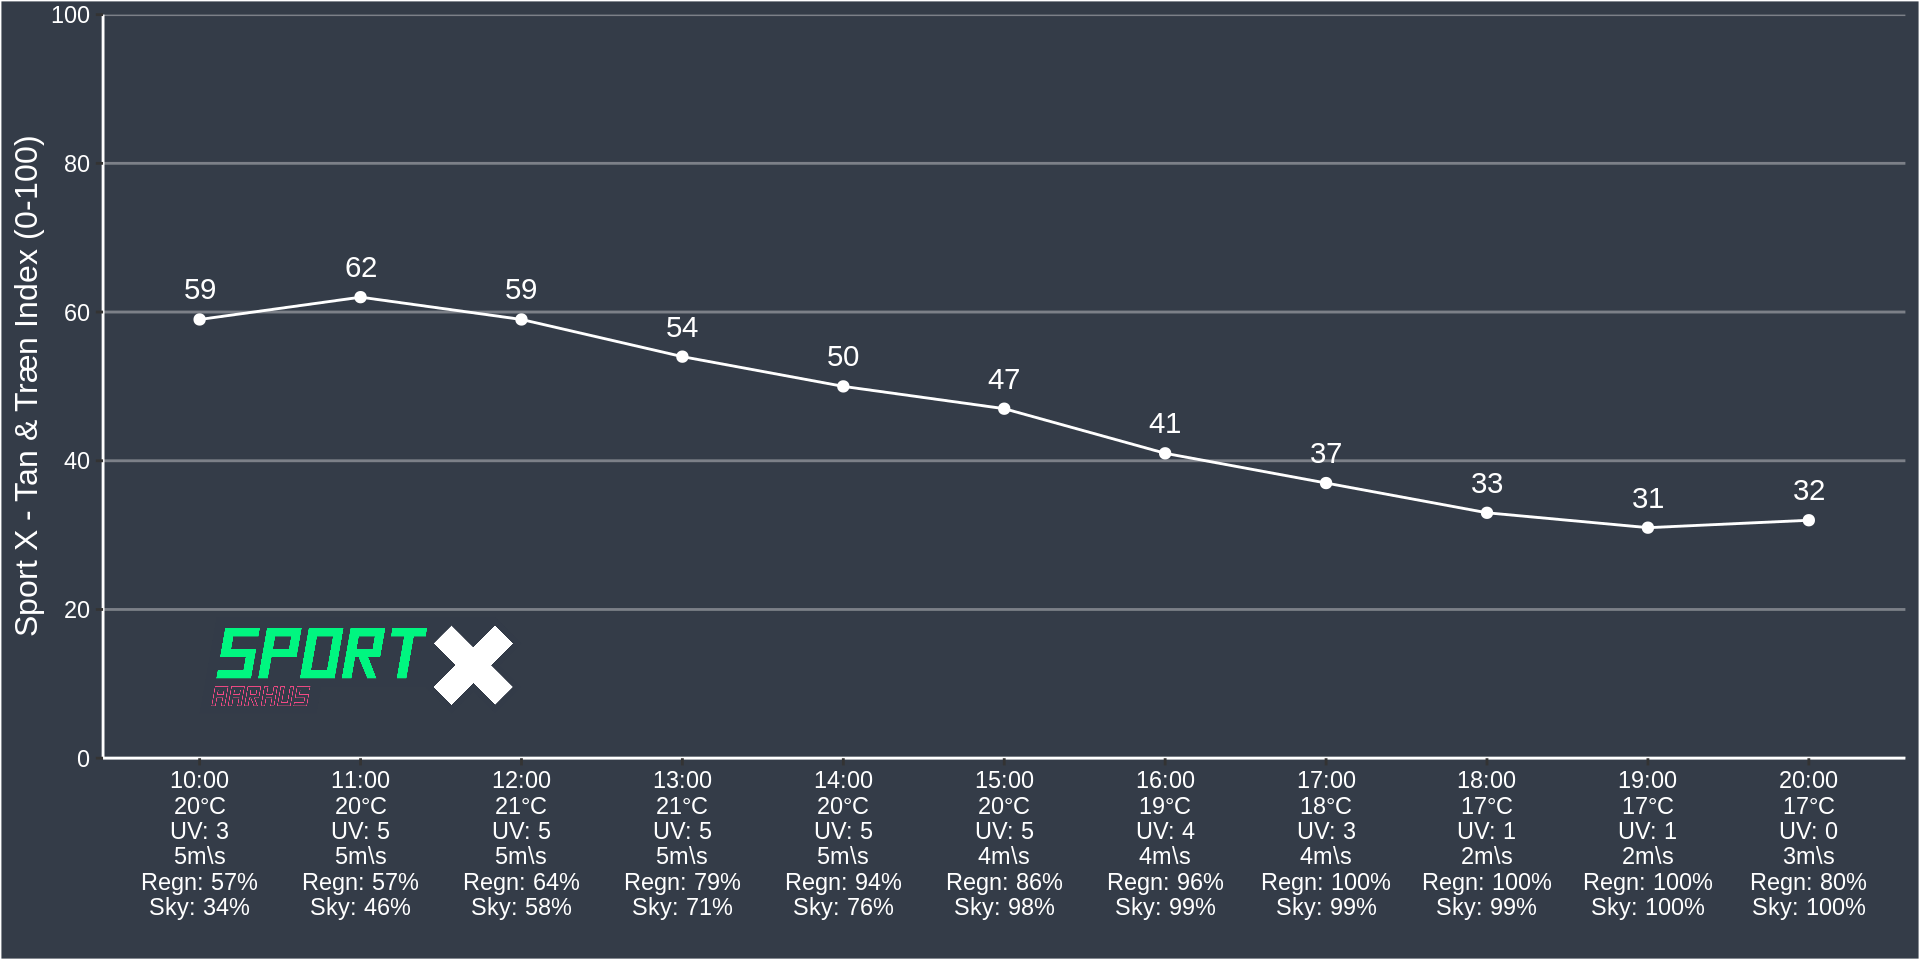 Sport X - Tan & Træn Index (0-100)
100
80
60
40
20
0
59
62
59
54
50
47
41
37
33
31
32
SPORT X
AARHUS
10:00 11:00 12:00 13:00 14:00 15:00 16:00 17:00 18:00 19:00 20:00
20°C 20°C 21°C 21°C 20°C 20°C 19°C 18°C 17°C 17°C 17°C
UV: 3 UV: 5 UV: 5 UV: 5 UV: 5 UV: 5 UV: 4 UV: 3 UV: 1 UV: 1 UV: 0
5m\s 5m\s 5m\s 5m\s 5m\s 4m\s 4m\s 4m\s 2m\s 2m\s 3m\s
Regn: 57% Regn: 57% Regn: 64% Regn: 79% Regn: 94% Regn: 86% Regn: 96% Regn: 100% Regn: 100% Regn: 100% Regn: 80%
Sky: 34% Sky: 46% Sky: 58% Sky: 71% Sky: 76% Sky: 98% Sky: 99% Sky: 99% Sky: 99% Sky: 100% Sky: 100%